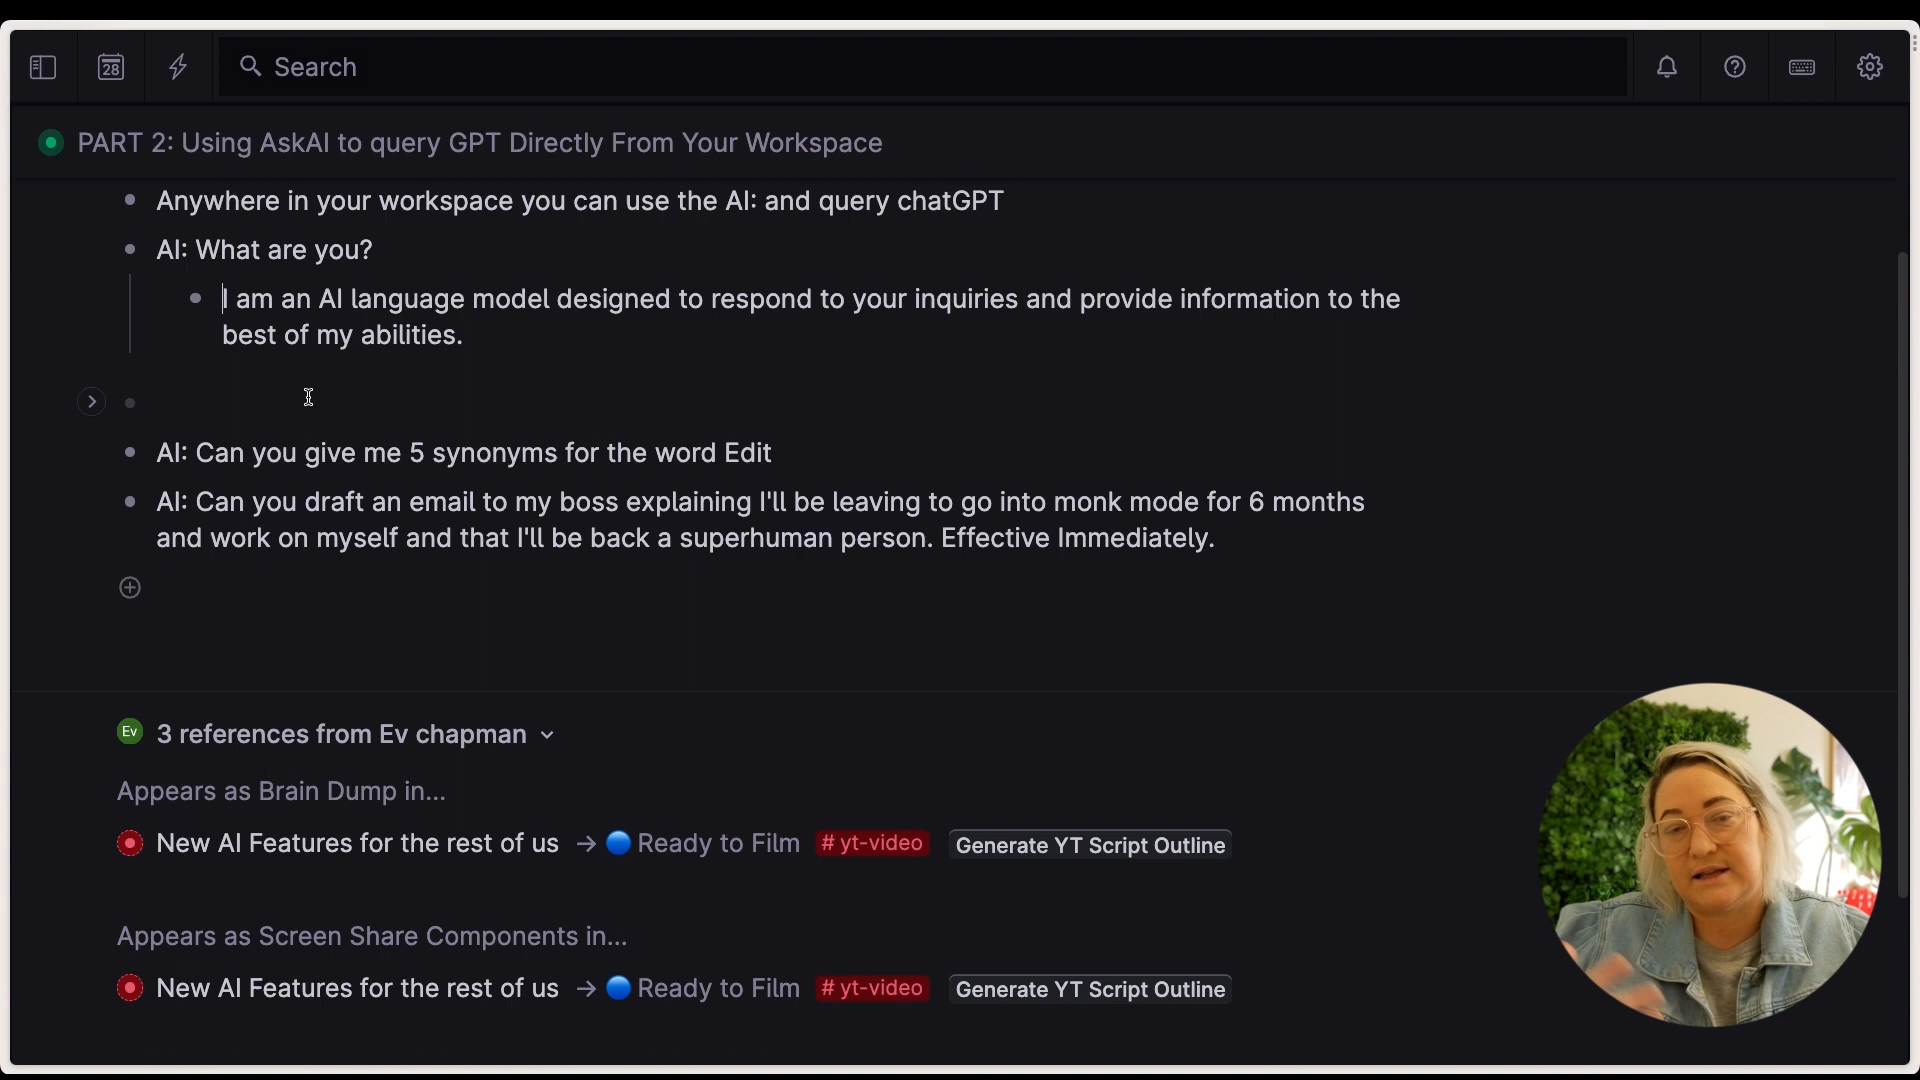 28
Search
PART 2: Using AskAI to query GPT Directly From Your Workspace
Anywhere in your workspace you can use the AI: and query chatGPT
AI: What are you?
I am an AI language model designed to respond to your inquiries and provide information to the
best of my abilities.
AI: Can you give me 5 synonyms for the word Edit
AI: Can you draft an email to my boss explaining I'll be leaving to go into monk mode for 6 months
and work on myself and that I'll be back a superhuman person. Effective Immediately.
Ev 3 references from Ev chapman
Appears as Brain Dump in...
New AI Features for the rest of us → Ready to Film # yt-video Generate YT Script Outline
Appears as Screen Share Components in...
New AI Features for the rest of us → Ready to Film # yt-video Generate YT Script Outline